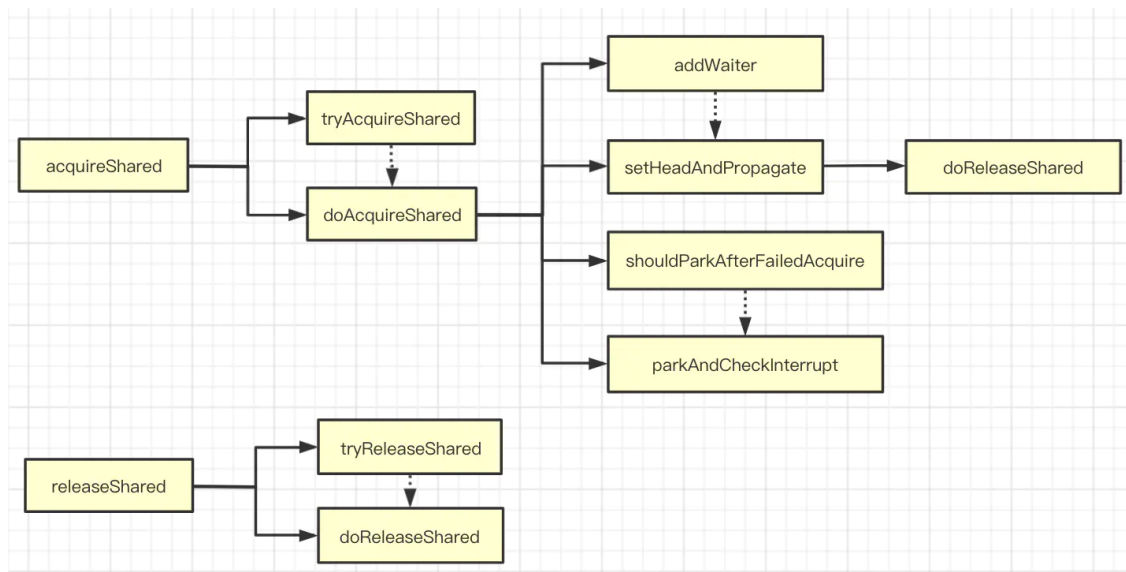 addWaiter
tryAcquireShared
acquireShared
setHeadAndPropagate
doReleaseShared
doAcquireShared
shouldParkAfterFailedAcquire
parkAndCheckInterrupt
tryReleaseShared
releaseShared
doReleaseShared